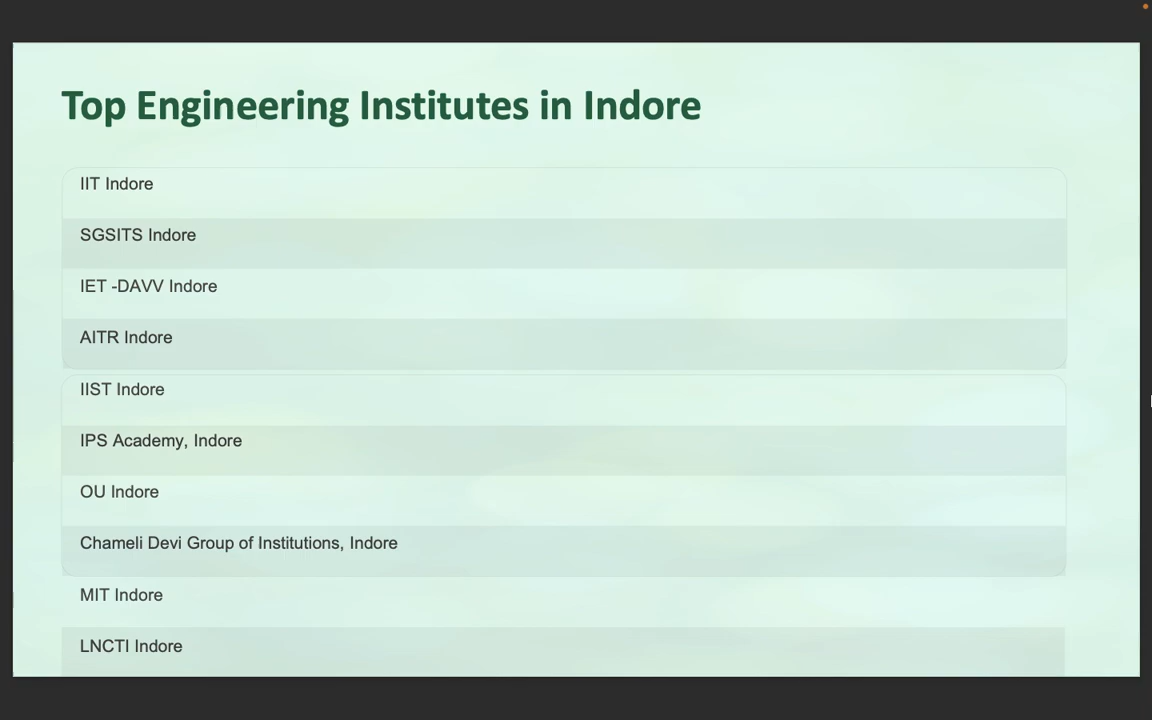 Top Engineering Institutes in Indore
IIT Indore
SGSITS Indore
IET -DAVV Indore
AITR Indore
IIST Indore
IPS Academy, Indore
OU Indore
Chameli Devi Group of Institutions, Indore
MIT Indore
LNCTI Indore